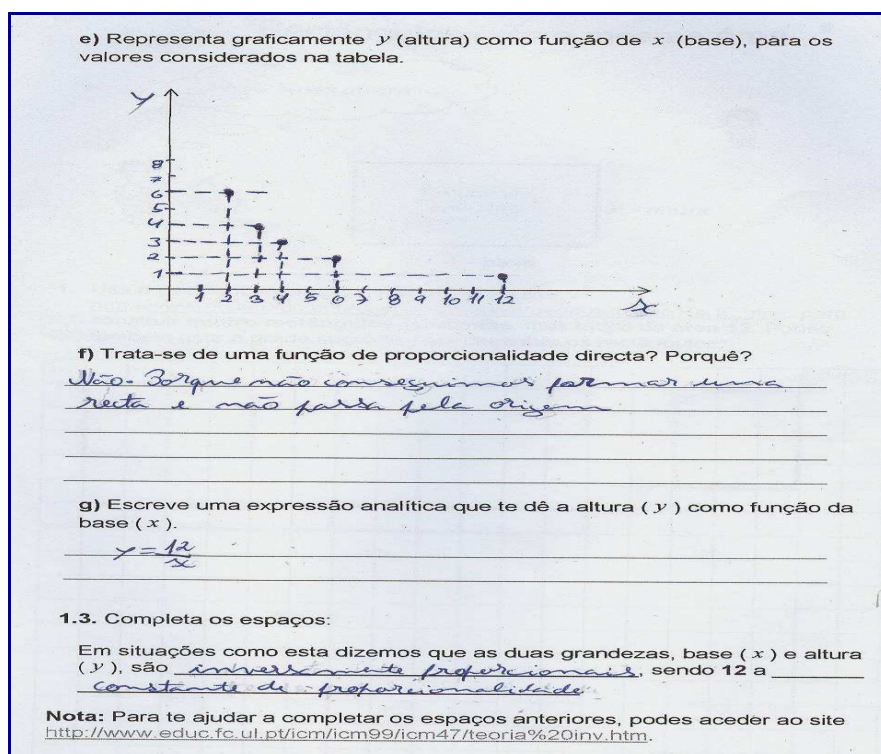 e) Representa graficamente y (altura) como função de x (base), para os
valores considerados na tabela.
y
8
7
6
5
4
3
2
1
1 2 3 4 5 6 7 8 9 10 11 12
x
f) Trata-se de uma função de proporcionalidade directa? Porquê?
Não. Porque não conseguimos formar uma
recta e não passa pela origem
g) Escreve uma expressão analítica que te dê a altura ( y ) como função da
base ( x ).
y = 12/x
1.3. Completa os espaços:
Em situações como esta dizemos que as duas grandezas, base ( x ) e altura
( y ), são inversamente proporcionais, sendo 12 a
constante de proporcionalidade.
Nota: Para te ajudar a completar os espaços anteriores, podes aceder ao site
http://www.educ.fc.ul.pt/icm/icm99/icm47/teoria%20inv.htm.